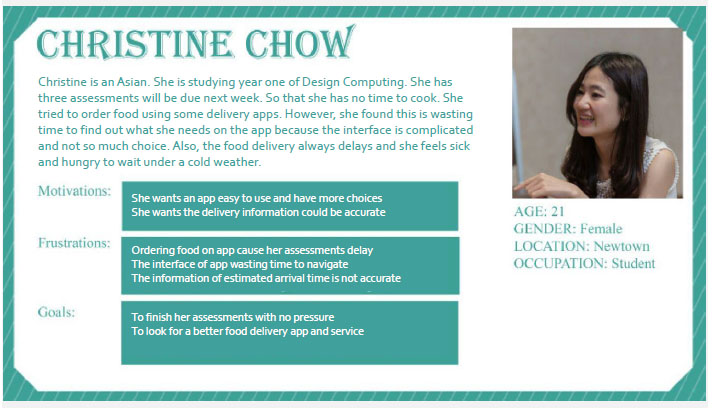 CHRISTINE CHOW
Christine is an Asian. She is studying year one of Design Computing. She has
three assessments will be due next week. So that she has no time to cook. She
tried to order food using some delivery apps. However, she found this is wasting
time to find out what she needs on the app because the interface is complicated
and not so much choice. Also, the food delivery always delays and she feels sick
and hungry to wait under a cold weather.
Motivations:
She wants an app easy to use and have more choices
She wants the delivery information could be accurate
Frustrations:
Ordering food on app cause her assessments delay
The interface of app wasting time to navigate
The information of estimated arrival time is not accurate
Goals:
To finish her assessments with no pressure
To look for a better food delivery app and service
AGE: 21
GENDER: Female
LOCATION: Newtown
OCCUPATION: Student